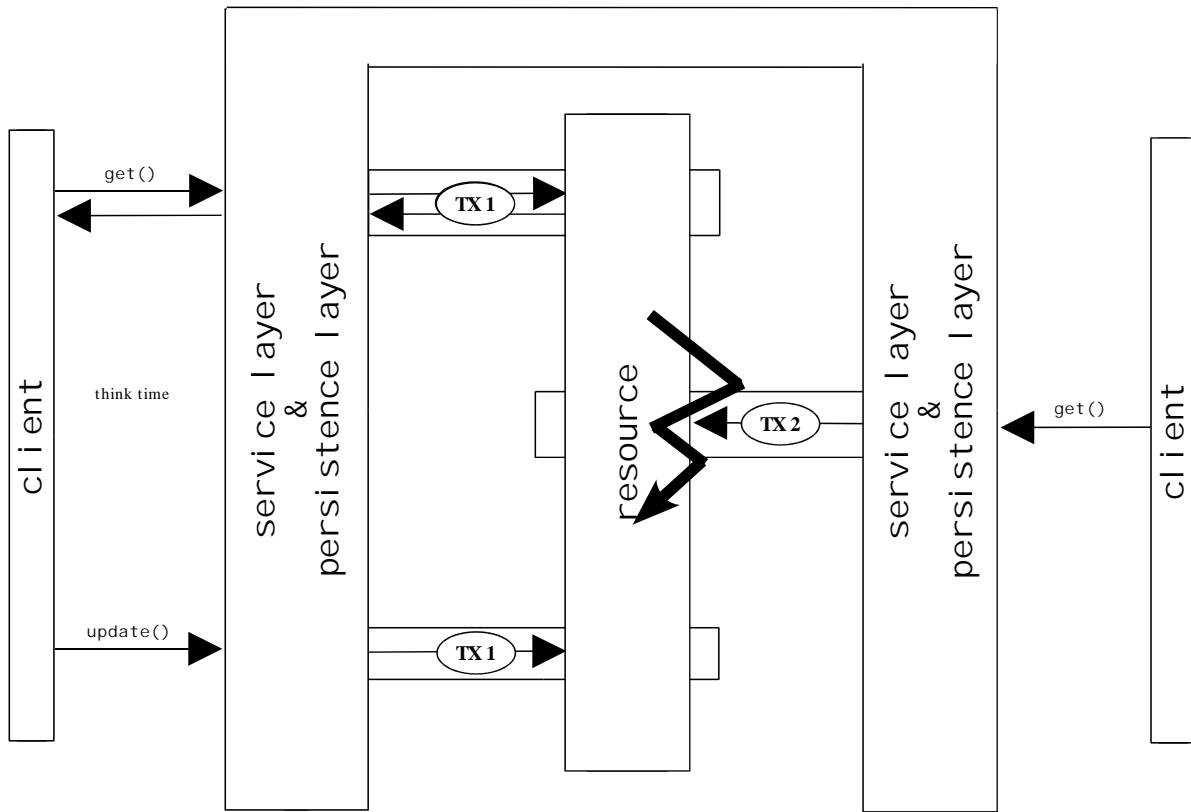 get()
TX 1
client
think time
service layer
&
persistence layer
resource
TX 2
service layer
&
persistence layer
get()
client
update()
TX 1